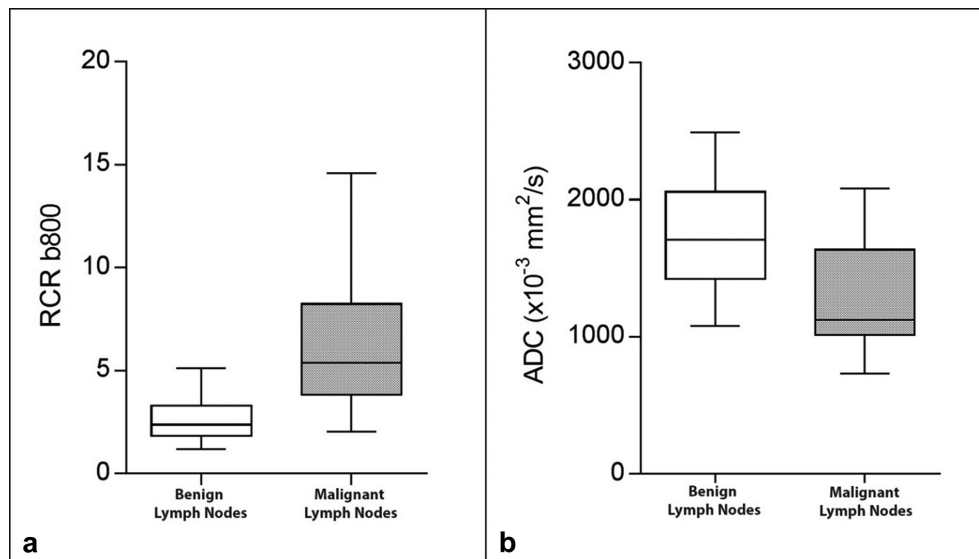 20
15
10
5
0
RCR b800
Benign
Lymph Nodes
Malignant
Lymph Nodes
a
3000
2000
1000
0
ADC (x10⁻³ mm²/s)
Benign
Lymph Nodes
Malignant
Lymph Nodes
b